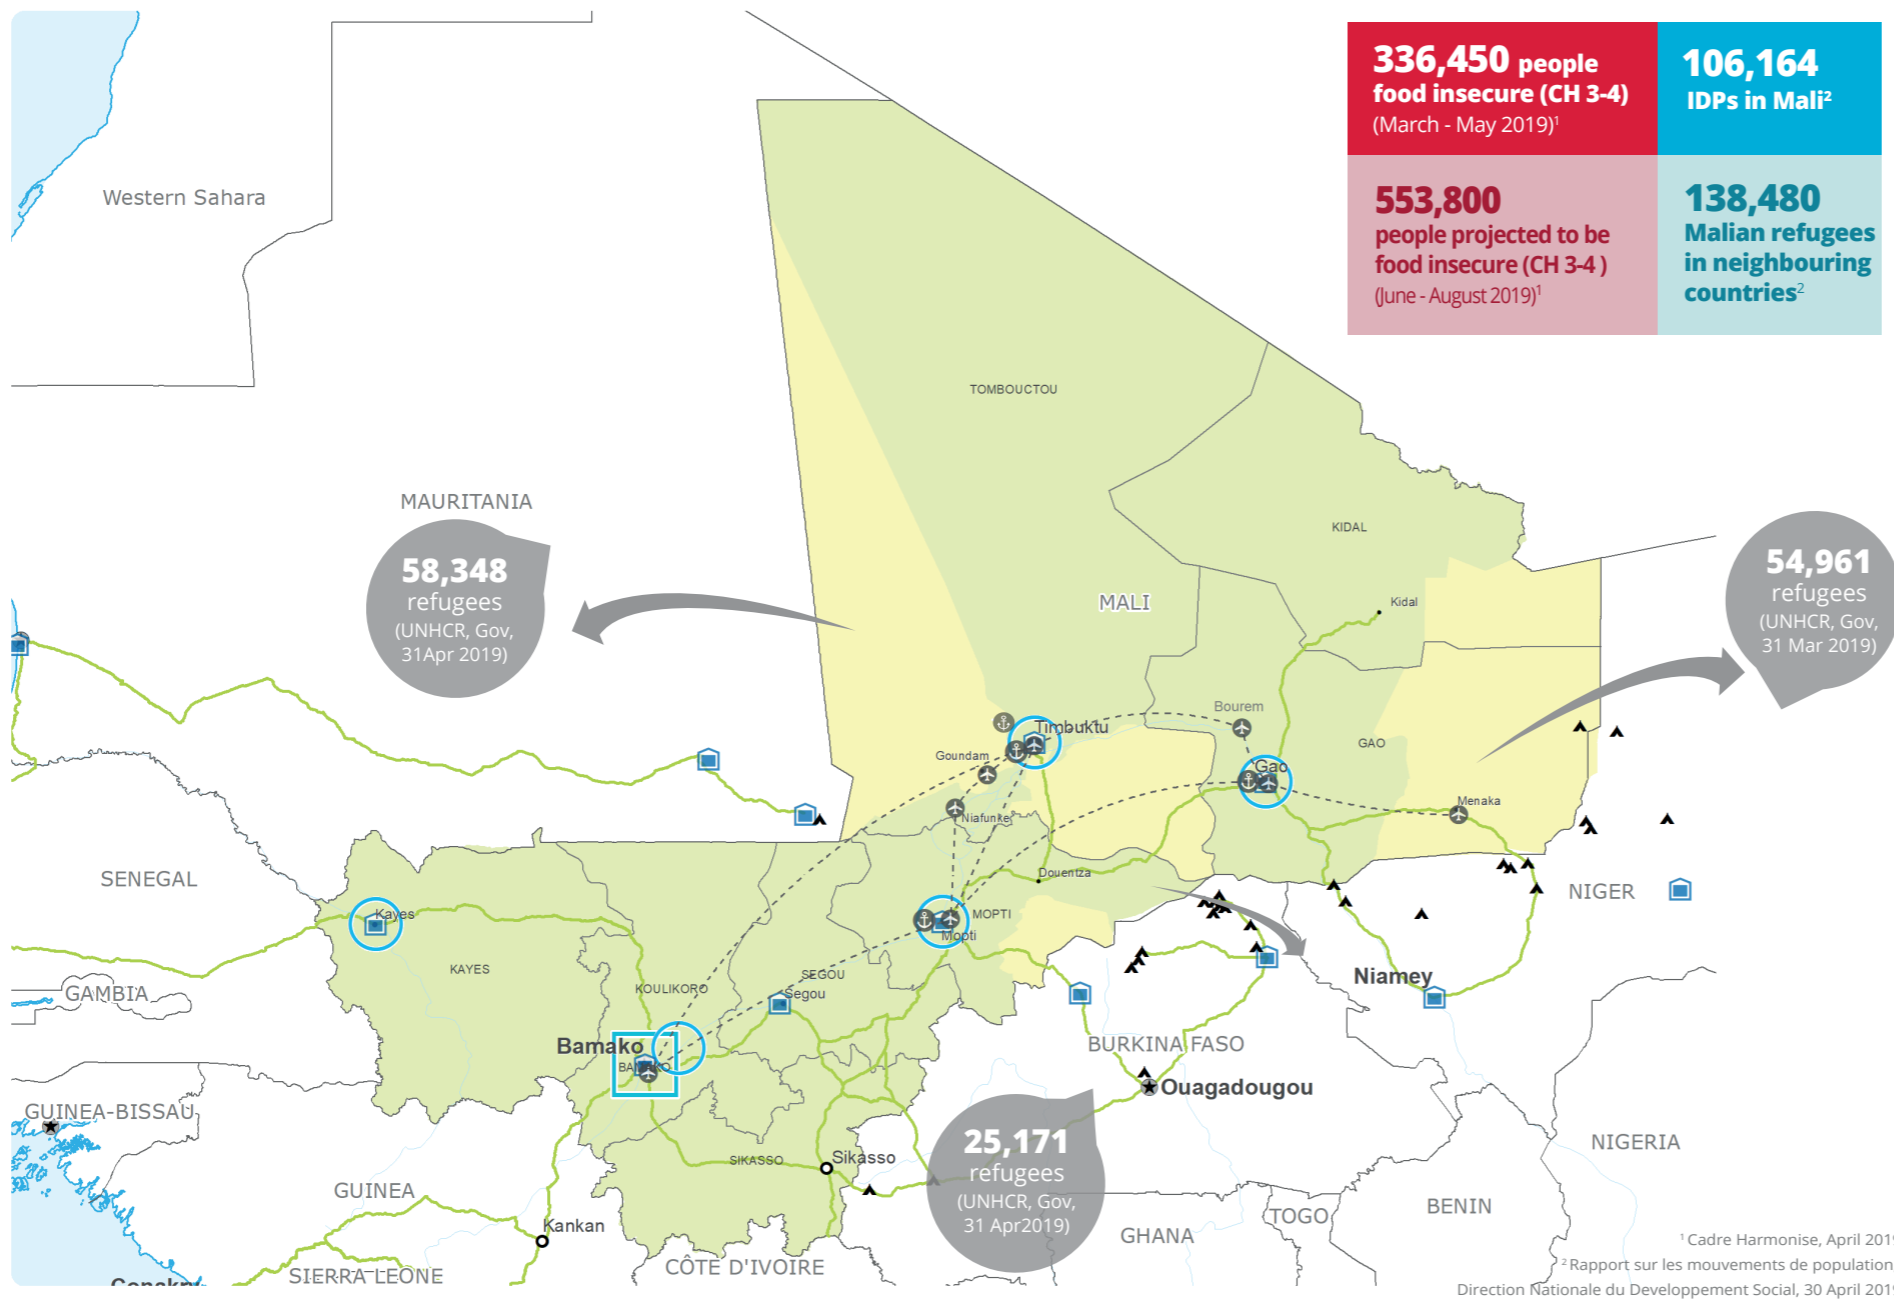 336,450 people
food insecure (CH 3-4)
(March - May 2019)¹
106,164
IDPs in Mali²
553,800
people projected to be
food insecure (CH 3-4 )
(June - August 2019)¹
138,480
Malian refugees
in neighbouring
countries²
Western Sahara
TOMBOUCTOU
MAURITANIA
58,348
refugees
(UNHCR, Gov,
31Apr 2019)
KIDAL
54,961
refugees
(UNHCR, Gov,
31 Mar 2019)
MALI
Kidal
Bourem
Timbuktu
GAO
Goundam
Gao
Menaka
Niafunke
Douentza
SENEGAL
NIGER
Kayes
MOPTI
Mopti
KAYES
SEGOU
Niamey
KOULIKORO
Segou
GAMBIA
Bamako
BAMAKO
BURKINA FASO
Ouagadougou
GUINEA-BISSAU
25,171
refugees
(UNHCR, Gov,
31 Apr2019)
NIGERIA
SIKASSO
Sikasso
GUINEA
BENIN
TOGO
Kankan
GHANA
CÔTE D'IVOIRE
SIERRA LEONE
Conakry
¹ Cadre Harmonise, April 2019
² Rapport sur les mouvements de population
Direction Nationale du Developpement Social, 30 April 2019